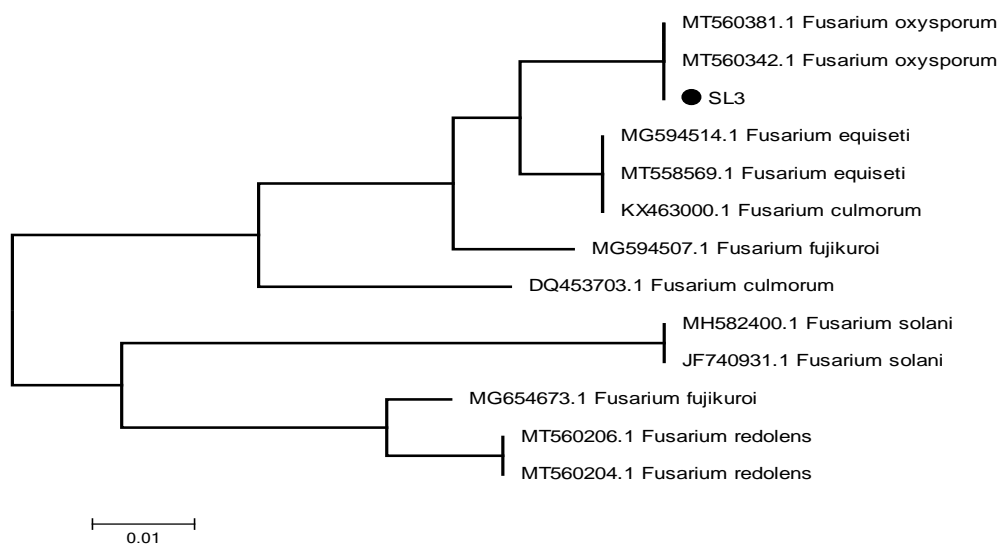 MT560381.1 Fusarium oxysporum
MT560342.1 Fusarium oxysporum
SL3
MG594514.1 Fusarium equiseti
MT558569.1 Fusarium equiseti
KX463000.1 Fusarium culmorum
MG594507.1 Fusarium fujikuroi
DQ453703.1 Fusarium culmorum
MH582400.1 Fusarium solani
JF740931.1 Fusarium solani
MG654673.1 Fusarium fujikuroi
MT560206.1 Fusarium redolens
MT560204.1 Fusarium redolens
0.01